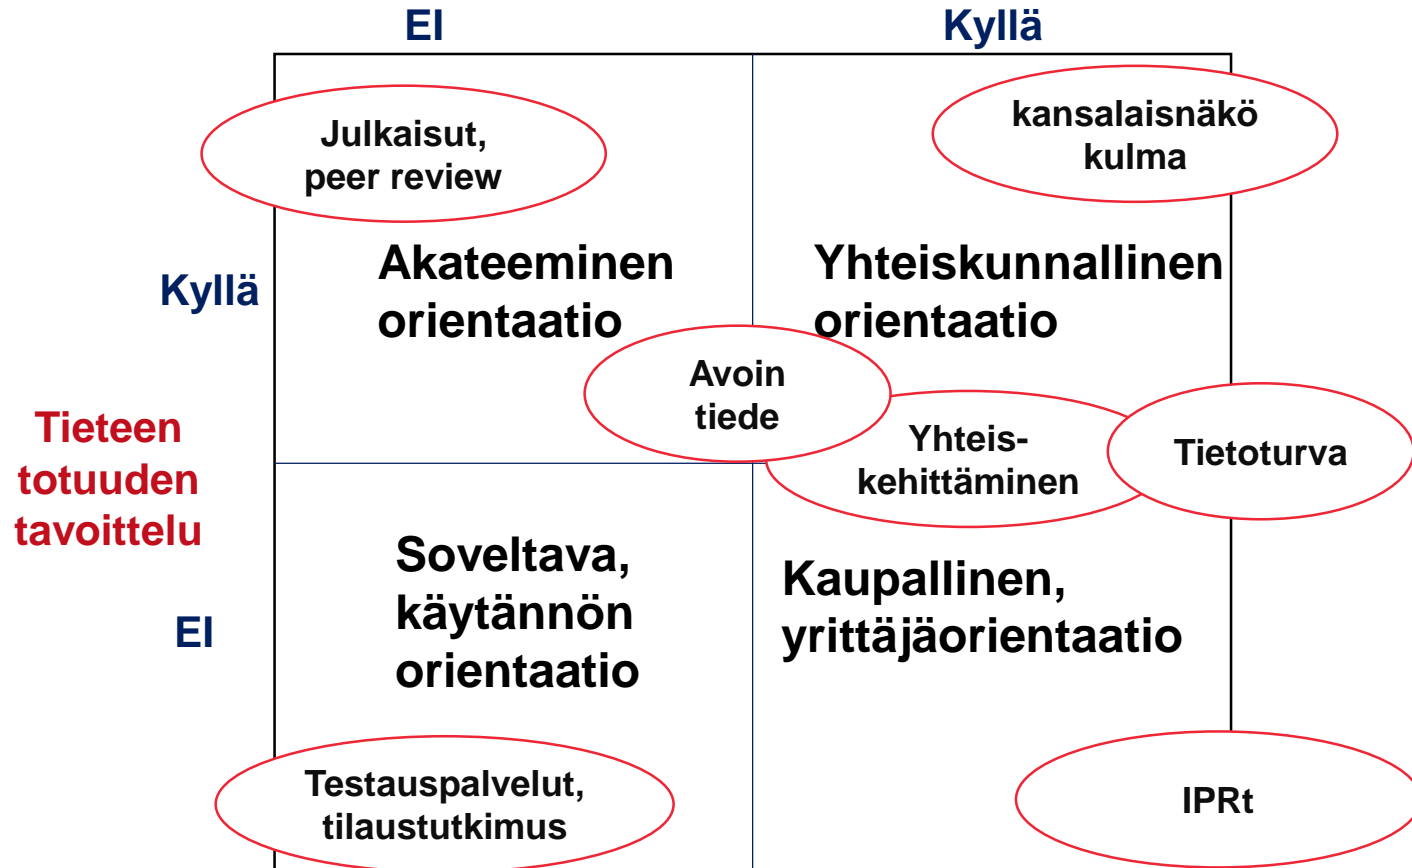 EI
Kyllä
Julkaisut,
peer review
kansalaisnäkö
kulma
Akateeminen
orientaatio
Yhteiskunnallinen
orientaatio
Kyllä
Avoin
tiede
Yhteis-
kehittäminen
Tietoturva
Tieteen
totuuden
tavoittelu
Soveltava,
käytännön
orientaatio
Kaupallinen,
yrittäjäorientaatio
EI
Testauspalvelut,
tilaustutkimus
IPRt